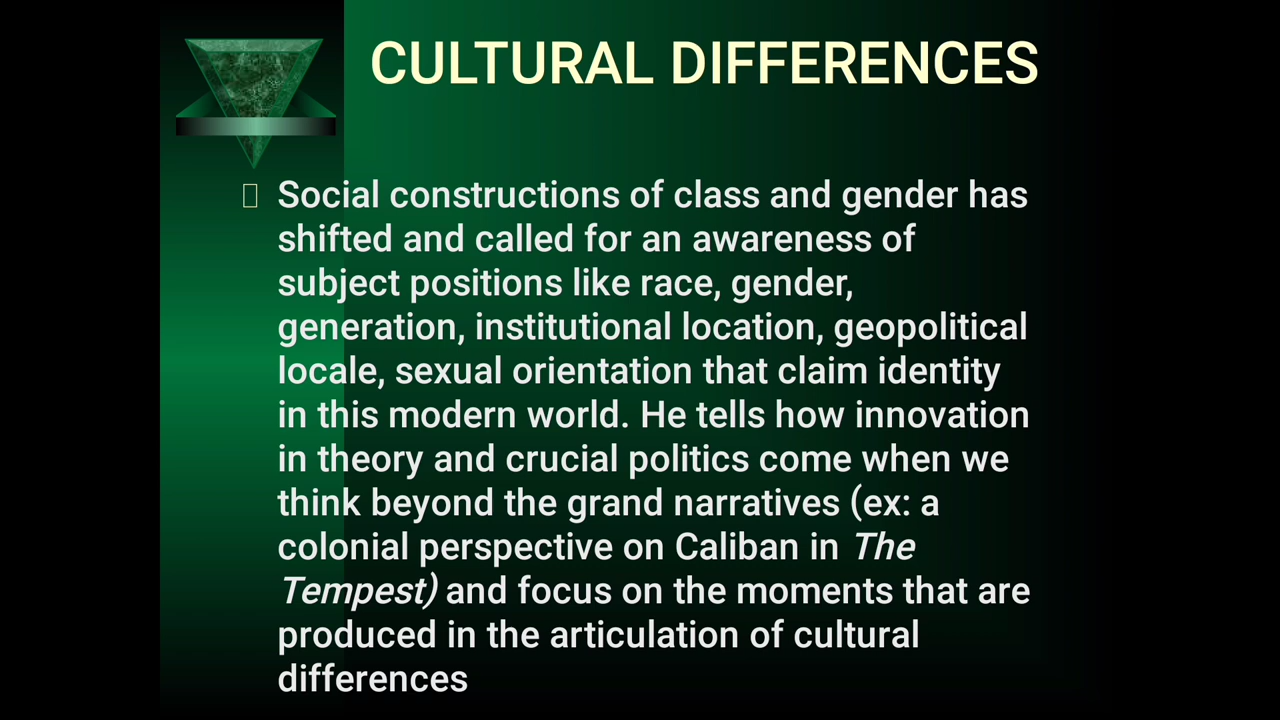 CULTURAL DIFFERENCES
Social constructions of class and gender has
shifted and called for an awareness of
subject positions like race, gender,
generation, institutional location, geopolitical
locale, sexual orientation that claim identity
in this modern world. He tells how innovation
in theory and crucial politics come when we
think beyond the grand narratives (ex: a
colonial perspective on Caliban in The
Tempest) and focus on the moments that are
produced in the articulation of cultural
differences